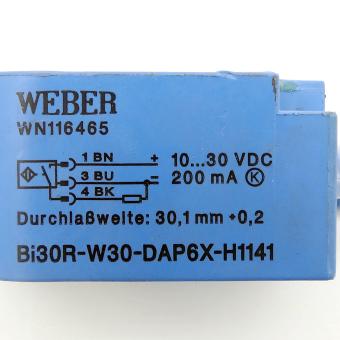 WEBER
WN116465
1 BN + 10...30 VDC
3 BU – 200 mA K
4 BK
Durchlaßweite: 30,1 mm +0,2
Bi30R-W30-DAP6X-H1141